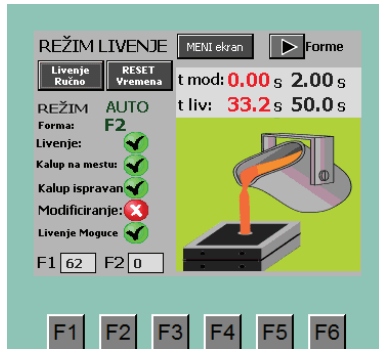 REŽIM LIVENJE MENI ekran Forme
Livenje Ručno RESET Vremena
t mod: 0.00 s 2.00 s
t liv: 33.2 s 50.0 s
REŽIM AUTO
Forma: F2
Livenje:
Kalup na mestu:
Kalup ispravan
Modificiranje:
Livenje Moguce
F1 62 F2 0
F1 F2 F3 F4 F5 F6